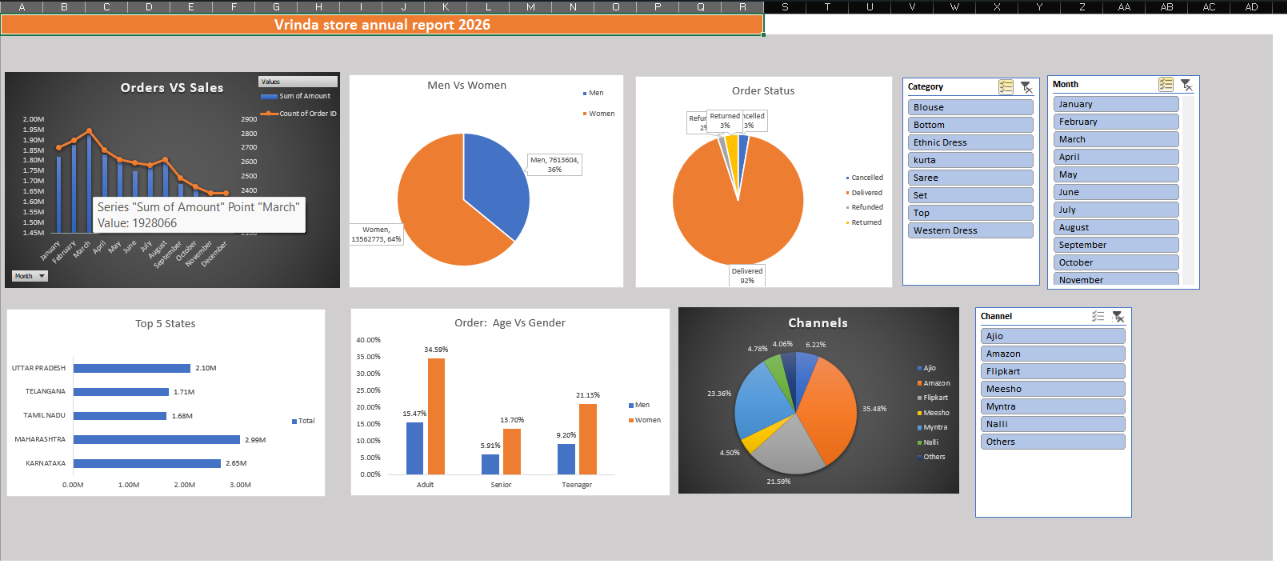 A B C D E F G H I J K L M N O P Q R S T U V W X Y Z AA AB AC AD
Vrinda store annual report 2026
Orders VS Sales
Values
Sum of Amount
Count of Order ID
2.00M
1.95M
1.90M
1.85M
1.80M
1.75M
1.70M
1.65M
1.60M
1.55M
1.50M
1.45M
2900
2800
2700
2600
2500
2400
Series "Sum of Amount" Point "March"
Value: 1928066
January
February
March
April
May
June
July
August
September
October
November
December
Month
Men Vs Women
Men
Women
Men, 7613604,
36%
Women,
13562773, 64%
Order Status
Returned
3%
Delivered
92%
Cancelled
Delivered
Refunded
Returned
Category
Blouse
Bottom
Ethnic Dress
kurta
Saree
Set
Top
Western Dress
Month
January
February
March
April
May
June
July
August
September
October
November
Top 5 States
UTTAR PRADESH 2.10M
TELANGANA 1.71M
TAMIL NADU 1.68M
MAHARASHTRA 2.99M
KARNATAKA 2.65M
0.00M 1.00M 2.00M 3.00M
Total
Order:  Age Vs Gender
40.00%
35.00%
30.00%
25.00%
20.00%
15.00%
10.00%
5.00%
0.00%
15.47%
34.59%
5.91%
13.70%
9.20%
21.13%
Adult Senior Teenager
Men
Women
Channels
4.78% 4.06% 6.22%
23.36%
35.48%
4.50%
21.59%
Ajio
Amazon
Flipkart
Meesho
Myntra
Nalli
Others
Channel
Ajio
Amazon
Flipkart
Meesho
Myntra
Nalli
Others